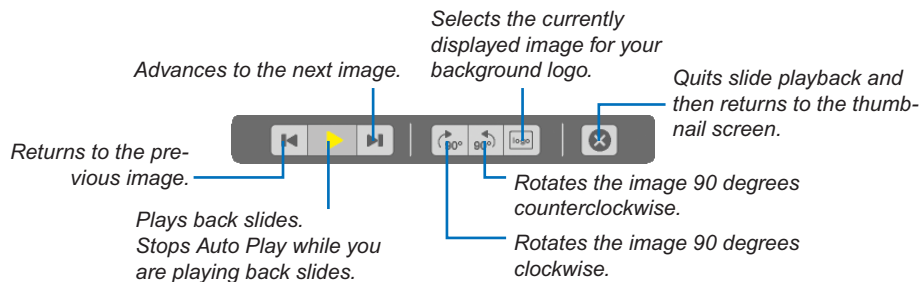 Selects the currently
displayed image for your
background logo.
Advances to the next image.
Quits slide playback and
then returns to the thumb-
nail screen.
90° 90° logo
Returns to the pre-
vious image.
Plays back slides.
Stops Auto Play while you
are playing back slides.
Rotates the image 90 degrees
counterclockwise.
Rotates the image 90 degrees
clockwise.